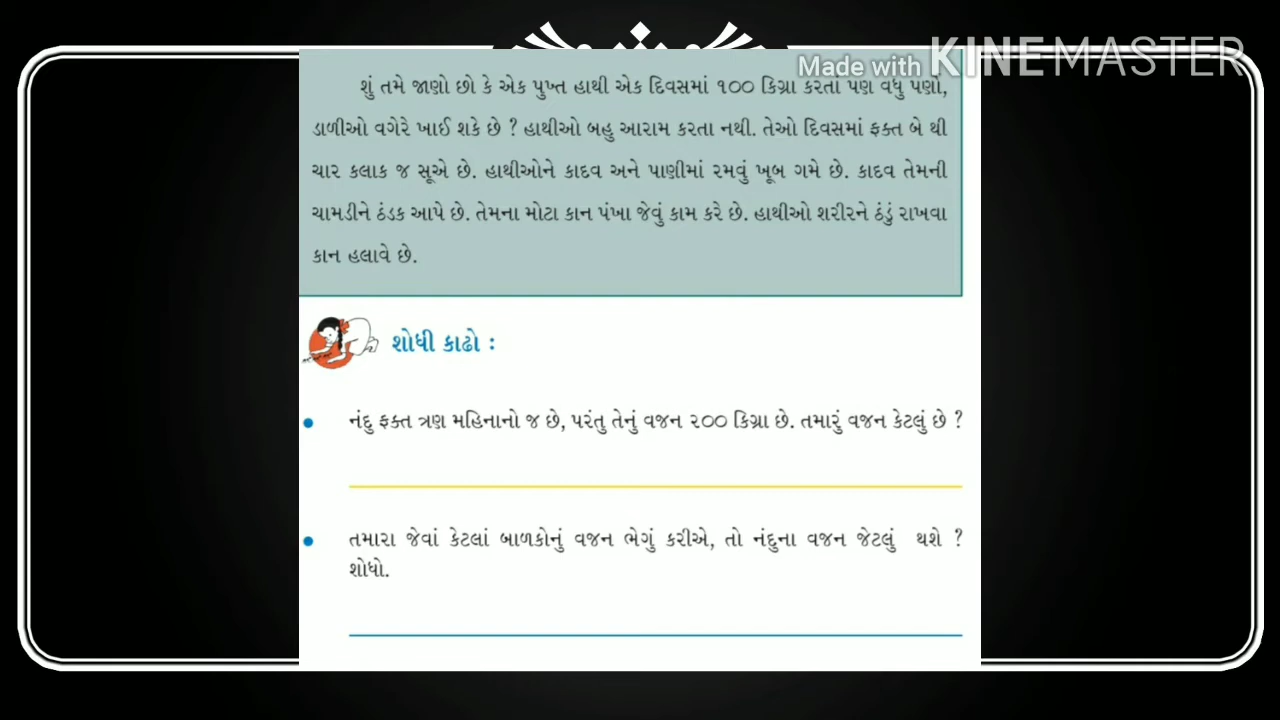 Made with KINEMASTER
શું તમે જાણો છો કે એક પુખ્ત હાથી એક દિવસમાં ૧૦૦ કિગ્રા કરતાં પણ વધુ પર્ણો,
ડાળીઓ વગેરે ખાઈ શકે છે ? હાથીઓ બહુ આરામ કરતા નથી. તેઓ દિવસમાં ફક્ત બે થી
ચાર કલાક જ સૂએ છે. હાથીઓને કાદવ અને પાણીમાં રમવું ખૂબ ગમે છે. કાદવ તેમની
ચામડીને ઠંડક આપે છે. તેમના મોટા કાન પંખા જેવું કામ કરે છે. હાથીઓ શરીરને ઠંડું રાખવા
કાન હલાવે છે.
શોધી કાઢો :
• નંદુ ફક્ત ત્રણ મહિનાનો જ છે, પરંતુ તેનું વજન ૨૦૦ કિગ્રા છે. તમારું વજન કેટલું છે ?
• તમારા જેવાં કેટલાં બાળકોનું વજન ભેગું કરીએ, તો નંદુના વજન જેટલું થશે ?
શોધો.